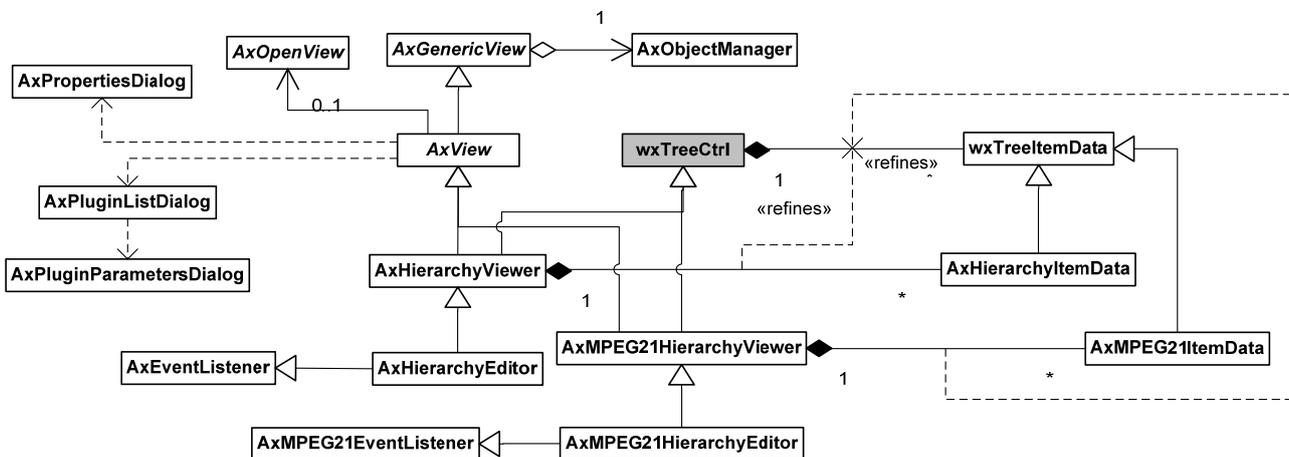 1
AxOpenView
AxGenericView
AxObjectManager
AxPropertiesDialog
0..1
AxView
wxTreeCtrl
wxTreeItemData
«refines»
1
AxPluginListDialog
«refines»
AxPluginParametersDialog
AxHierarchyViewer
AxHierarchyItemData
1
*
AxMPEG21HierarchyViewer
AxMPEG21ItemData
AxEventListener
AxHierarchyEditor
1
*
AxMPEG21EventListener
AxMPEG21HierarchyEditor